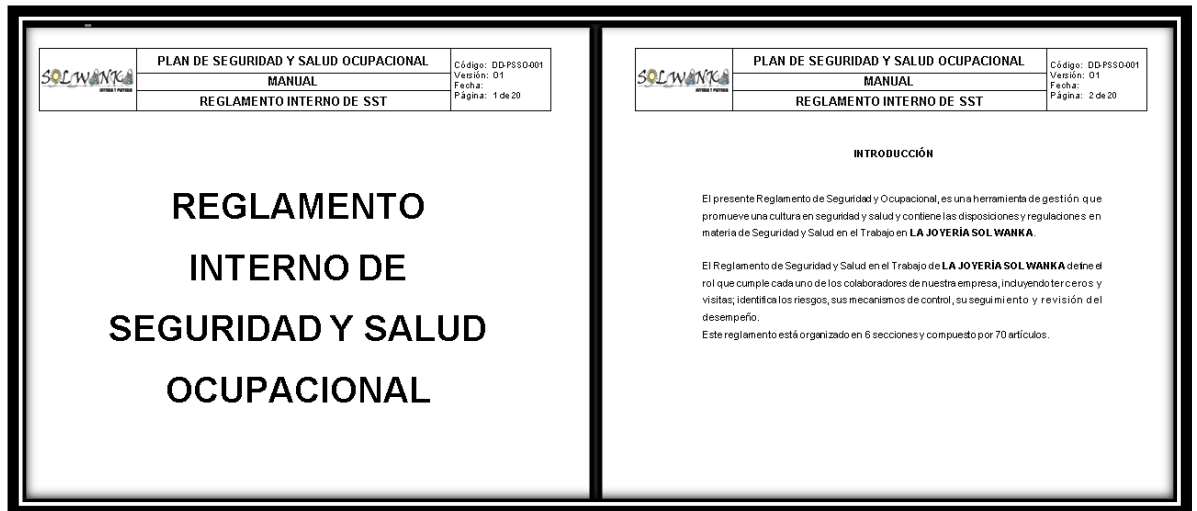 SOLWANKA
PLAN DE SEGURIDAD Y SALUD OCUPACIONAL
MANUAL
REGLAMENTO INTERNO DE SST
Código: DD-PSSO-001
Versión: 01
Fecha:
Página: 1 de 20
REGLAMENTO
INTERNO DE
SEGURIDAD Y SALUD
OCUPACIONAL
SOLWANKA
PLAN DE SEGURIDAD Y SALUD OCUPACIONAL
MANUAL
REGLAMENTO INTERNO DE SST
Código: DD-PSSO-001
Versión: 01
Fecha:
Página: 2 de 20
INTRODUCCIÓN
El presente Reglamento de Seguridad y Ocupacional, es una herramienta de gestión que
promueve una cultura en seguridad y salud y contiene las disposiciones y regulaciones en
materia de Seguridad y Salud en el Trabajo en LA JOYERÍA SOL WANKA.
El Reglamento de Seguridad y Salud en el Trabajo de LA JOYERÍA SOL WANKA define el
rol que cumple cada uno de los colaboradores de nuestra empresa, incluyendo terceros y
visitas; identifica los riesgos, sus mecanismos de control, su seguimiento y revisión del
desempeño.
Este reglamento está organizado en 6 secciones y compuesto por 70 artículos.